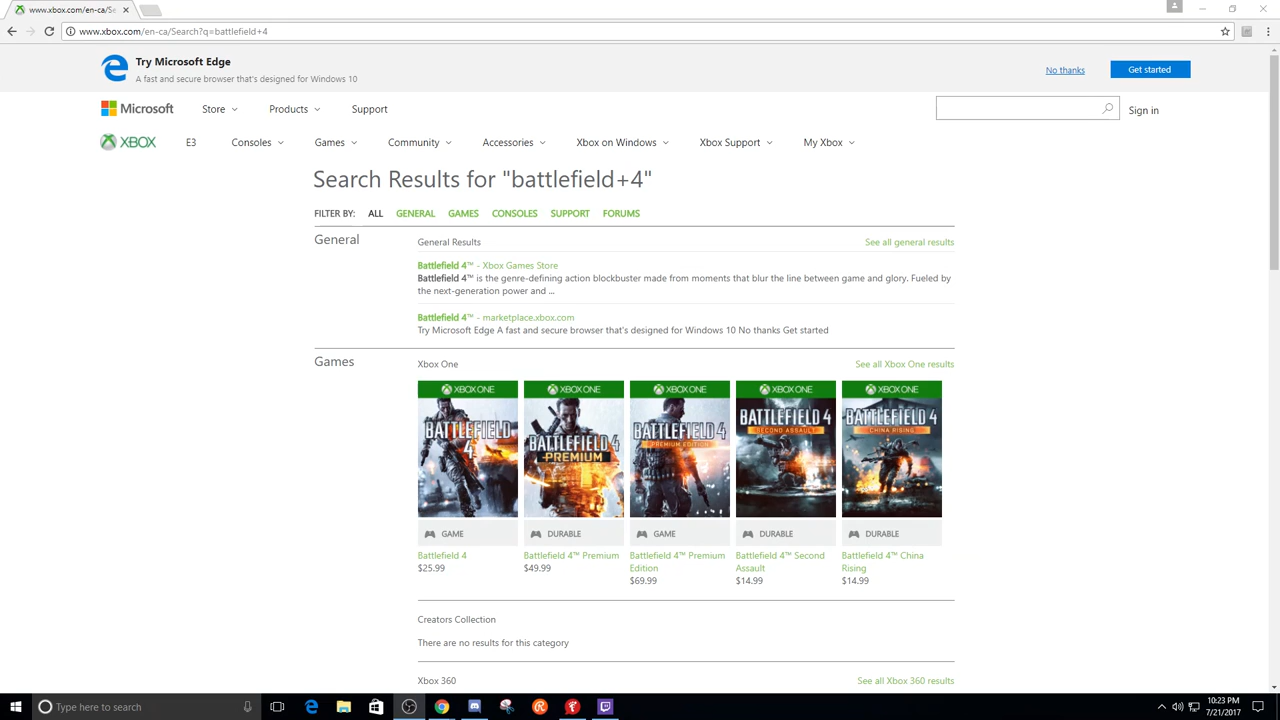 www.xbox.com/en-ca/Se
www.xbox.com/en-ca/Search?q=battlefield+4
Try Microsoft Edge
A fast and secure browser that's designed for Windows 10
No thanks
Get started
Microsoft
Store
Products
Support
Sign in
XBOX
E3
Consoles
Games
Community
Accessories
Xbox on Windows
Xbox Support
My Xbox
Search Results for "battlefield+4"
FILTER BY: ALL GENERAL GAMES CONSOLES SUPPORT FORUMS
General
General Results
See all general results
Battlefield 4™ - Xbox Games Store
Battlefield 4™ is the genre-defining action blockbuster made from moments that blur the line between game and glory. Fueled by
the next-generation power and ...
Battlefield 4™ - marketplace.xbox.com
Try Microsoft Edge A fast and secure browser that's designed for Windows 10 No thanks Get started
Games
Xbox One
See all Xbox One results
XBOX ONE
BATTLEFIELD
4
GAME
Battlefield 4
$25.99
XBOX ONE
BATTLEFIELD 4
PREMIUM
DURABLE
Battlefield 4™ Premium
$49.99
XBOX ONE
BATTLEFIELD 4
PREMIUM EDITION
GAME
Battlefield 4™ Premium
Edition
$69.99
XBOX ONE
BATTLEFIELD 4
SECOND ASSAULT
DURABLE
Battlefield 4™ Second
Assault
$14.99
XBOX ONE
BATTLEFIELD 4
CHINA RISING
DURABLE
Battlefield 4™ China
Rising
$14.99
Creators Collection
There are no results for this category
Xbox 360
See all Xbox 360 results
Type here to search
10:23 PM
7/21/2017